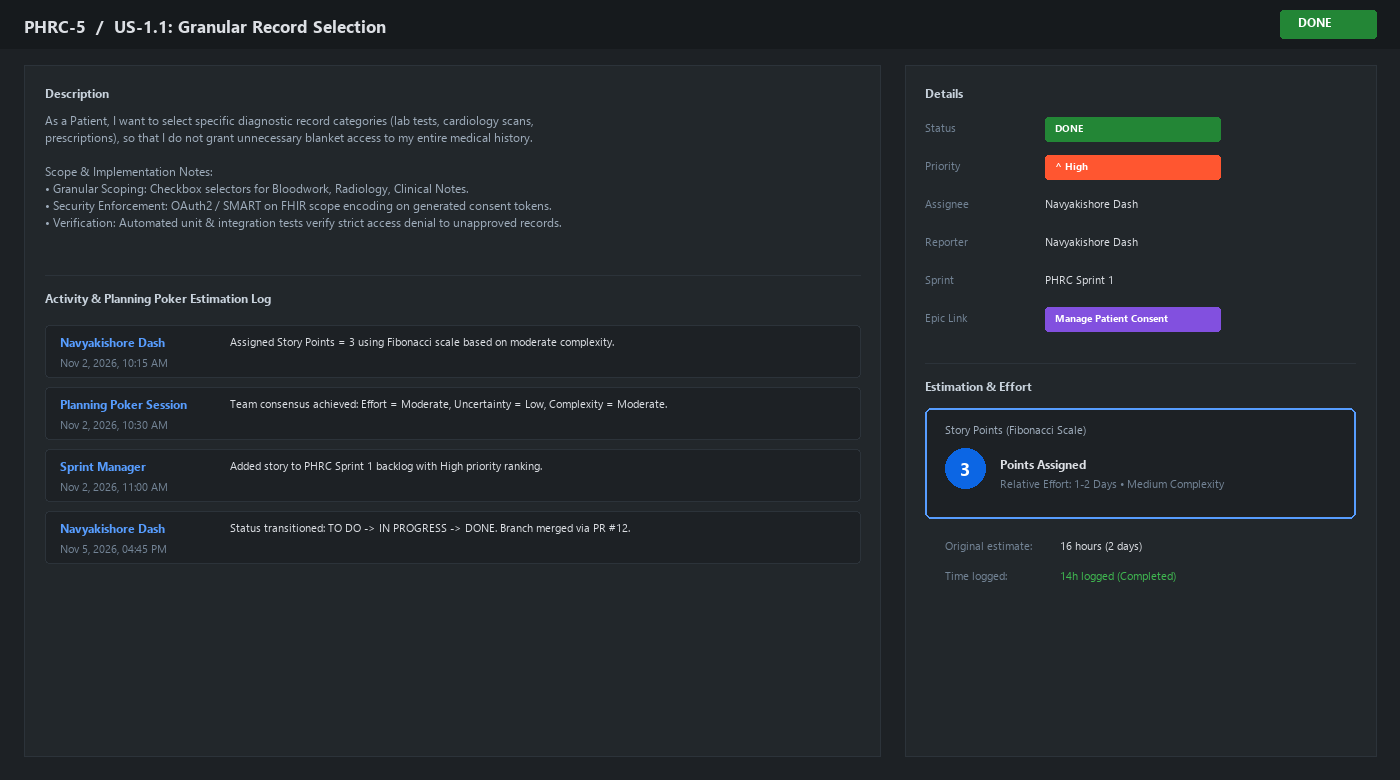 PHRC-5 / US-1.1: Granular Record Selection
DONE
Description
As a Patient, I want to select specific diagnostic record categories (lab tests, cardiology scans,
prescriptions), so that I do not grant unnecessary blanket access to my entire medical history.
Scope & Implementation Notes:
• Granular Scoping: Checkbox selectors for Bloodwork, Radiology, Clinical Notes.
• Security Enforcement: OAuth2 / SMART on FHIR scope encoding on generated consent tokens.
• Verification: Automated unit & integration tests verify strict access denial to unapproved records.
Activity & Planning Poker Estimation Log
Navyakishore Dash
Assigned Story Points = 3 using Fibonacci scale based on moderate complexity.
Nov 2, 2026, 10:15 AM
Planning Poker Session
Team consensus achieved: Effort = Moderate, Uncertainty = Low, Complexity = Moderate.
Nov 2, 2026, 10:30 AM
Sprint Manager
Added story to PHRC Sprint 1 backlog with High priority ranking.
Nov 2, 2026, 11:00 AM
Navyakishore Dash
Status transitioned: TO DO -> IN PROGRESS -> DONE. Branch merged via PR #12.
Nov 5, 2026, 04:45 PM
Details
Status DONE
Priority ^ High
Assignee Navyakishore Dash
Reporter Navyakishore Dash
Sprint PHRC Sprint 1
Epic Link Manage Patient Consent
Estimation & Effort
Story Points (Fibonacci Scale)
3
Points Assigned
Relative Effort: 1-2 Days • Medium Complexity
Original estimate: 16 hours (2 days)
Time logged: 14h logged (Completed)